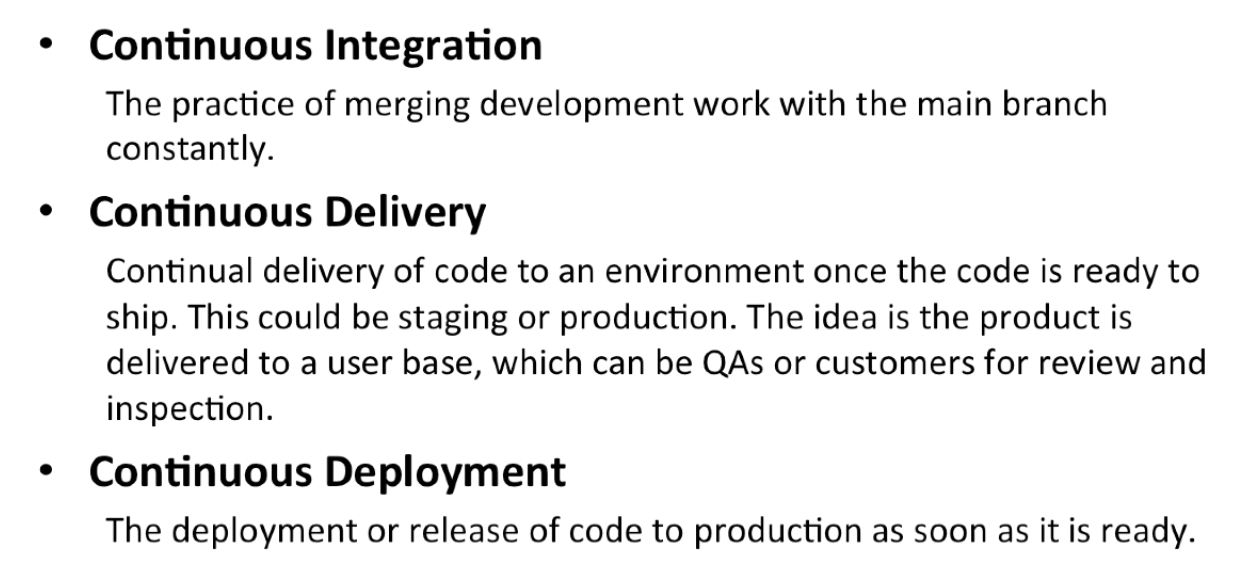 • Continuous Integration
The practice of merging development work with the main branch
constantly.
• Continuous Delivery
Continual delivery of code to an environment once the code is ready to
ship. This could be staging or production. The idea is the product is
delivered to a user base, which can be QAs or customers for review and
inspection.
• Continuous Deployment
The deployment or release of code to production as soon as it is ready.